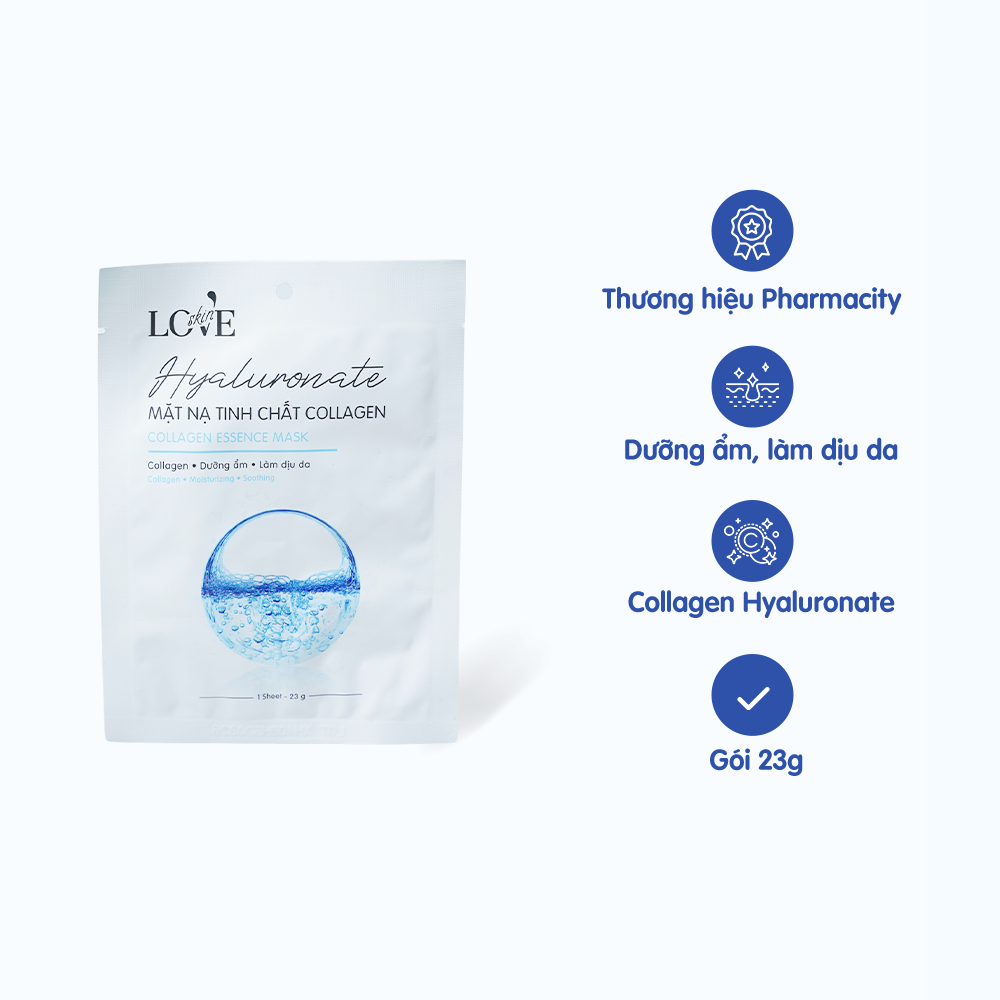 LOVE
skin
Hyaluronate
MẶT NẠ TINH CHẤT COLLAGEN
COLLAGEN ESSENCE MASK
Collagen • Dưỡng ẩm • Làm dịu da
Collagen • Moisturizing • Soothing
1 Sheet - 23 g
Thương hiệu Pharmacity
Dưỡng ẩm, làm dịu da
C
Collagen Hyaluronate
Gói 23g